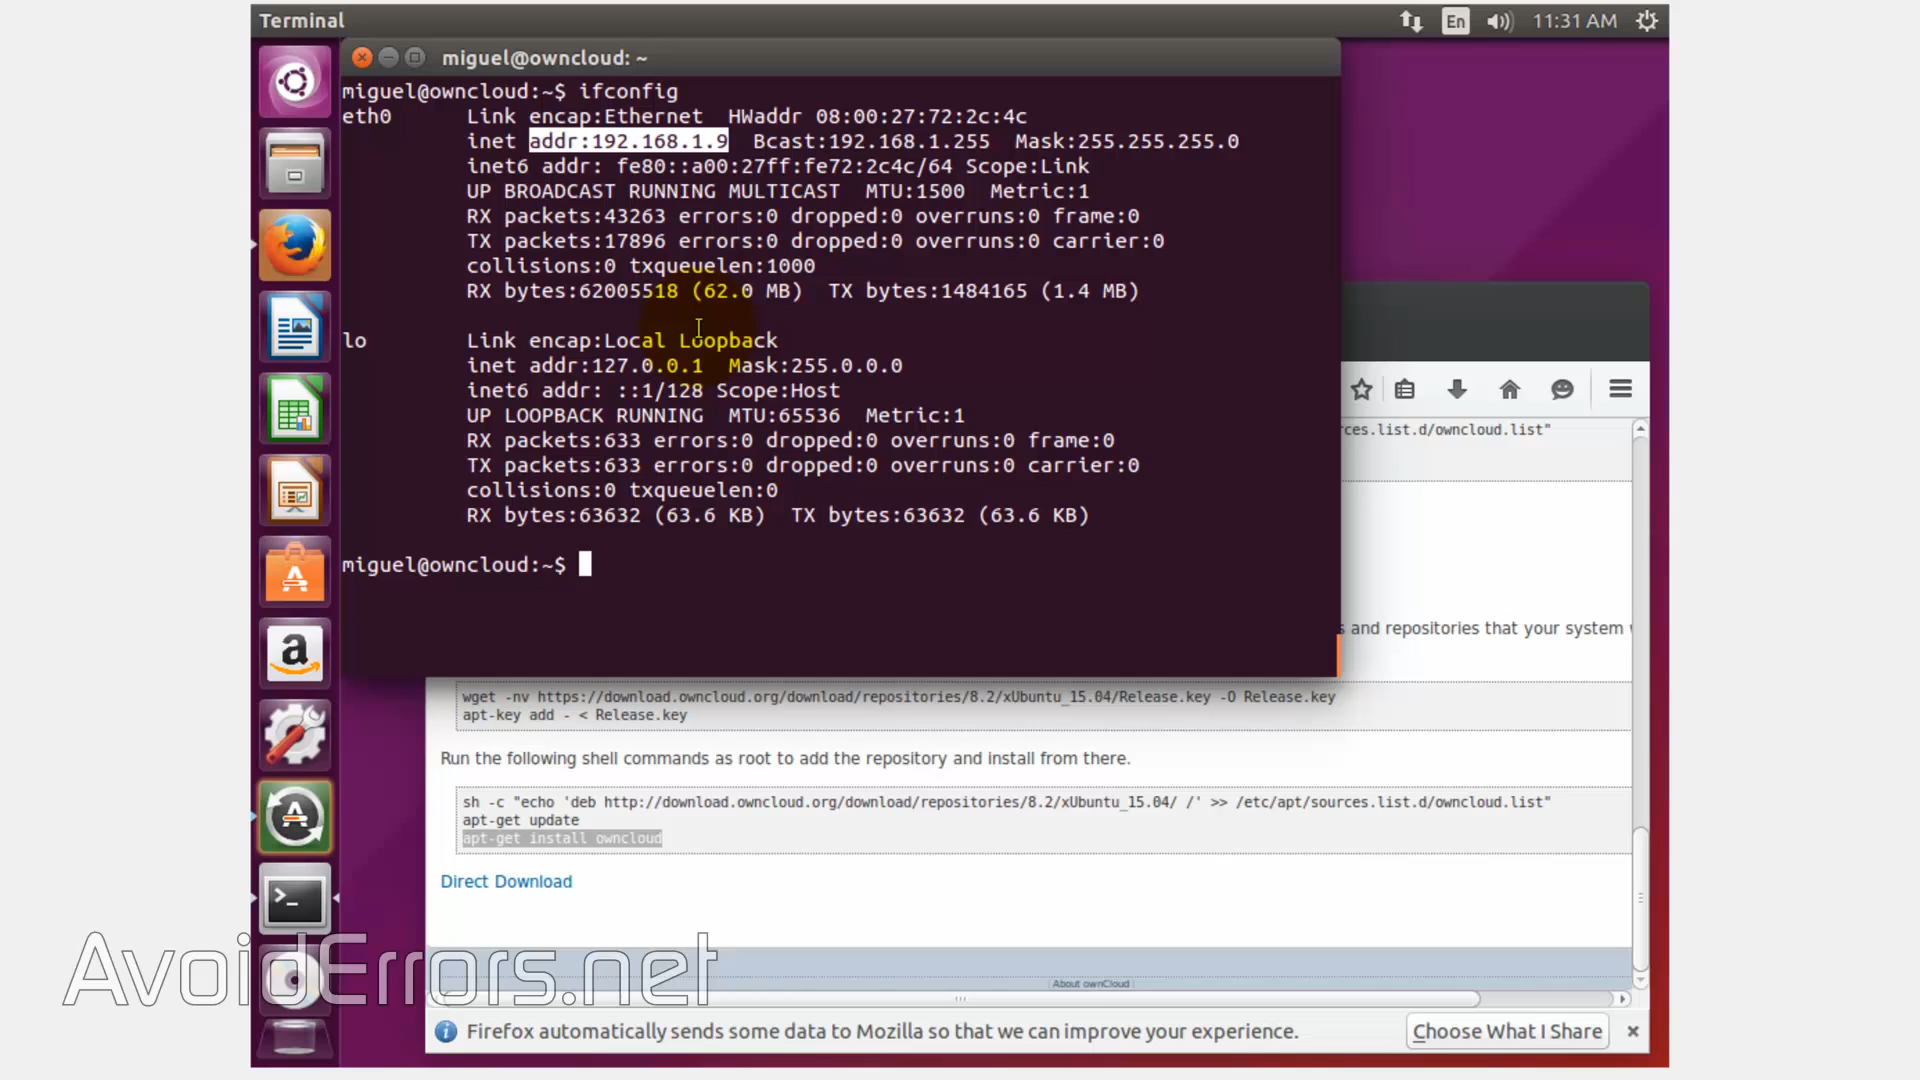 Terminal
En
11:31 AM
miguel@owncloud: ~
miguel@owncloud:~$ ifconfig
eth0 Link encap:Ethernet HWaddr 08:00:27:72:2c:4c
inet addr:192.168.1.9 Bcast:192.168.1.255 Mask:255.255.255.0
inet6 addr: fe80::a00:27ff:fe72:2c4c/64 Scope:Link
UP BROADCAST RUNNING MULTICAST MTU:1500 Metric:1
RX packets:43263 errors:0 dropped:0 overruns:0 frame:0
TX packets:17896 errors:0 dropped:0 overruns:0 carrier:0
collisions:0 txqueuelen:1000
RX bytes:62005518 (62.0 MB) TX bytes:1484165 (1.4 MB)
lo Link encap:Local Loopback
inet addr:127.0.0.1 Mask:255.0.0.0
inet6 addr: ::1/128 Scope:Host
UP LOOPBACK RUNNING MTU:65536 Metric:1
RX packets:633 errors:0 dropped:0 overruns:0 frame:0
TX packets:633 errors:0 dropped:0 overruns:0 carrier:0
collisions:0 txqueuelen:0
RX bytes:63632 (63.6 KB) TX bytes:63632 (63.6 KB)
miguel@owncloud:~$
rces.list.d/owncloud.list"
and repositories that your system
wget -nv https://download.owncloud.org/download/repositories/8.2/xUbuntu_15.04/Release.key -O Release.key
apt-key add - < Release.key
Run the following shell commands as root to add the repository and install from there.
sh -c "echo 'deb http://download.owncloud.org/download/repositories/8.2/xUbuntu_15.04/ /' >> /etc/apt/sources.list.d/owncloud.list"
apt-get update
apt-get install owncloud
Direct Download
AvoidErrors.net
About ownCloud
Firefox automatically sends some data to Mozilla so that we can improve your experience.
Choose What I Share